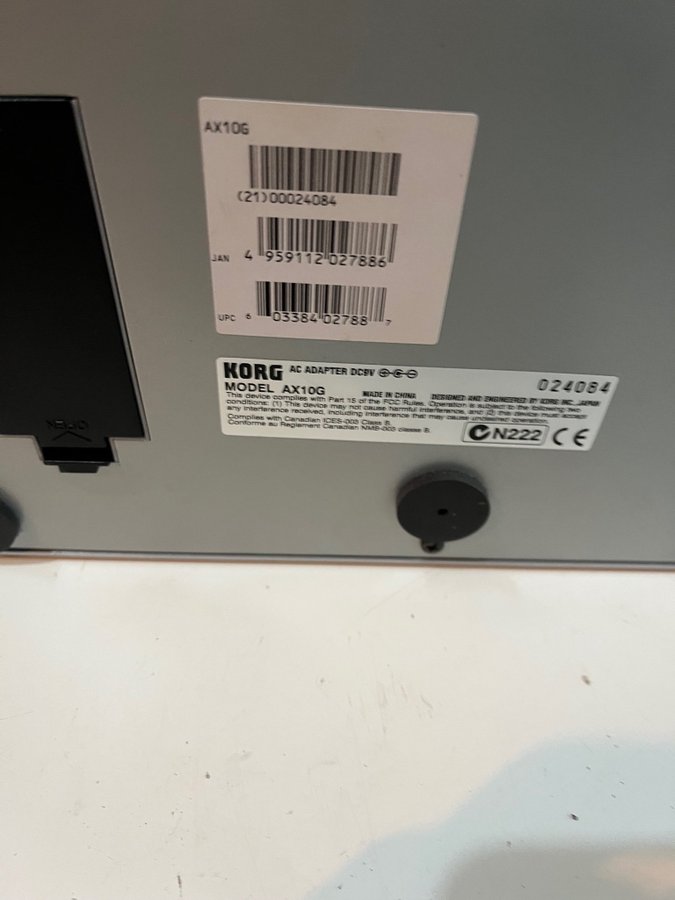 AX10G
(21)00024084
JAN 4 959112 027886
UPC 6 03384 02788 7
KORG AC ADAPTER DC9V
024084
MODEL AX10G
MADE IN CHINA DESIGNED AND ENGINEERED BY KORG INC. JAPAN
This device complies with Part 15 of the FCC Rules. Operation is subject to the following two
conditions: (1) This device may not cause harmful interference, and (2) this device must accept
any interference received, including interference that may cause undesired operation.
Complies with Canadian ICES-003 Class B.
Conforme au Reglement Canadian NMB-003 classe B.
N222 CE
OPEN